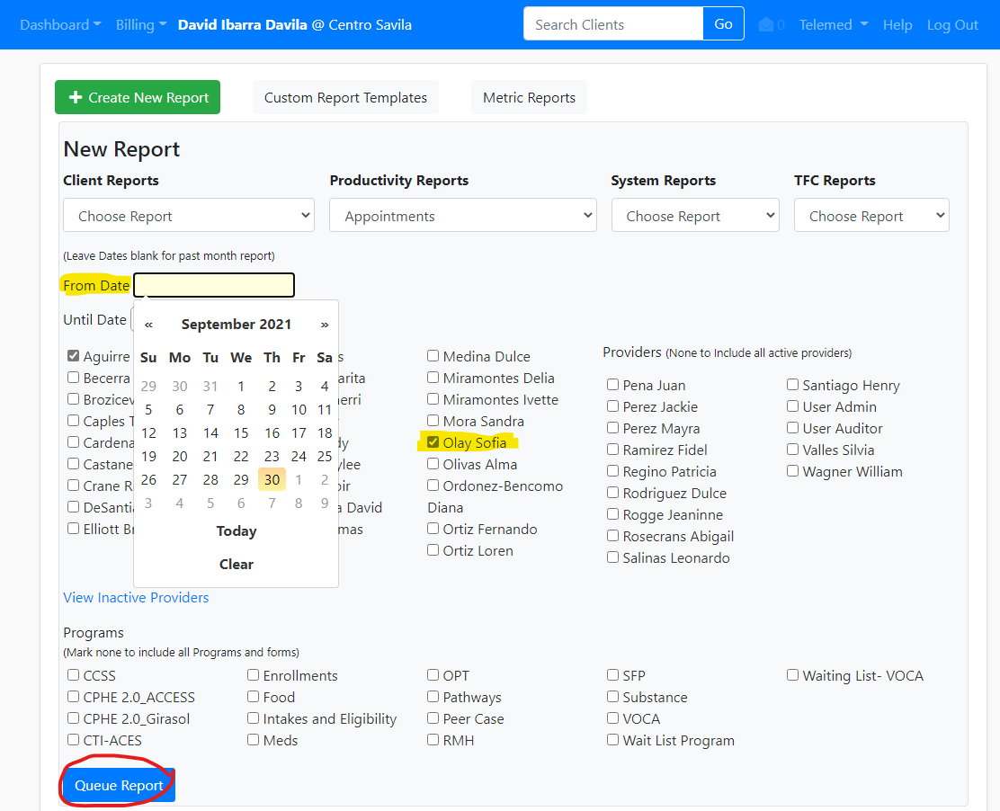 Dashboard Billing David Ibarra Davila @ Centro Savila Search Clients Go 0 Telemed Help Log Out
+ Create New Report Custom Report Templates Metric Reports
New Report
Client Reports Productivity Reports System Reports TFC Reports
Choose Report Appointments Choose Report Choose Report
(Leave Dates blank for past month report)
From Date
Until Date
« September 2021 »
Su Mo Tu We Th Fr Sa
29 30 31 1 2 3 4
5 6 7 8 9 10 11
12 13 14 15 16 17 18
19 20 21 22 23 24 25
26 27 28 29 30 1 2
3 4 5 6 7 8 9
Today
Clear
Aguirre
Becerra
Brozicev
Caples T
Cardena
Castane
Crane R
DeSantia
Elliott Br
s
arita
herri
dy
ylee
oir
a David
mas
Medina Dulce
Miramontes Delia
Miramontes Ivette
Mora Sandra
Olay Sofia
Olivas Alma
Ordonez-Bencomo
Diana
Ortiz Fernando
Ortiz Loren
Providers (None to Include all active providers)
Pena Juan
Perez Jackie
Perez Mayra
Ramirez Fidel
Regino Patricia
Rodriguez Dulce
Rogge Jeaninne
Rosecrans Abigail
Salinas Leonardo
Santiago Henry
User Admin
User Auditor
Valles Silvia
Wagner William
View Inactive Providers
Programs
(Mark none to include all Programs and forms)
CCSS Enrollments OPT SFP Waiting List- VOCA
CPHE 2.0_ACCESS Food Pathways Substance
CPHE 2.0_Girasol Intakes and Eligibility Peer Case VOCA
CTI-ACES Meds RMH Wait List Program
Queue Report